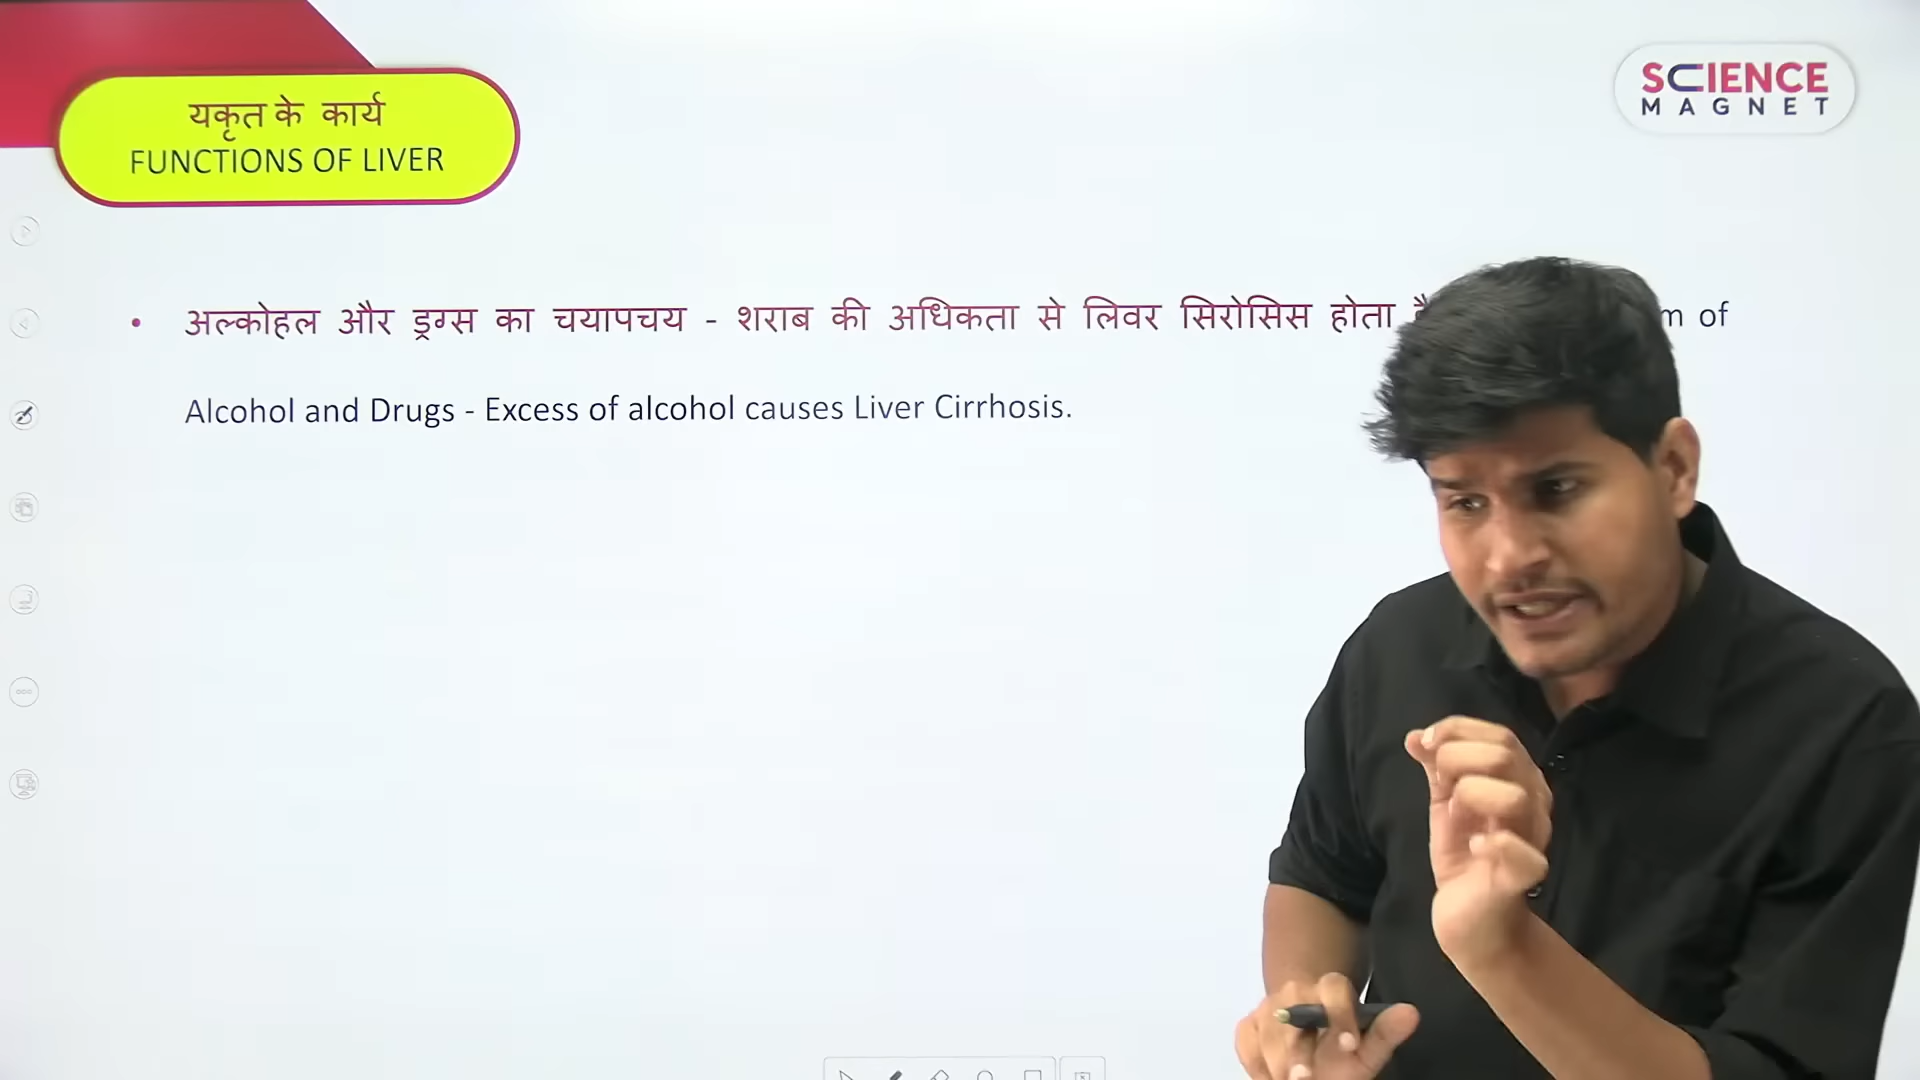 यकृत के कार्य
FUNCTIONS OF LIVER
SCIENCE
MAGNET
• अल्कोहल और ड्रग्स का चयापचय - शराब की अधिकता से लिवर सिरोसिस होता of
Alcohol and Drugs - Excess of alcohol causes Liver Cirrhosis.